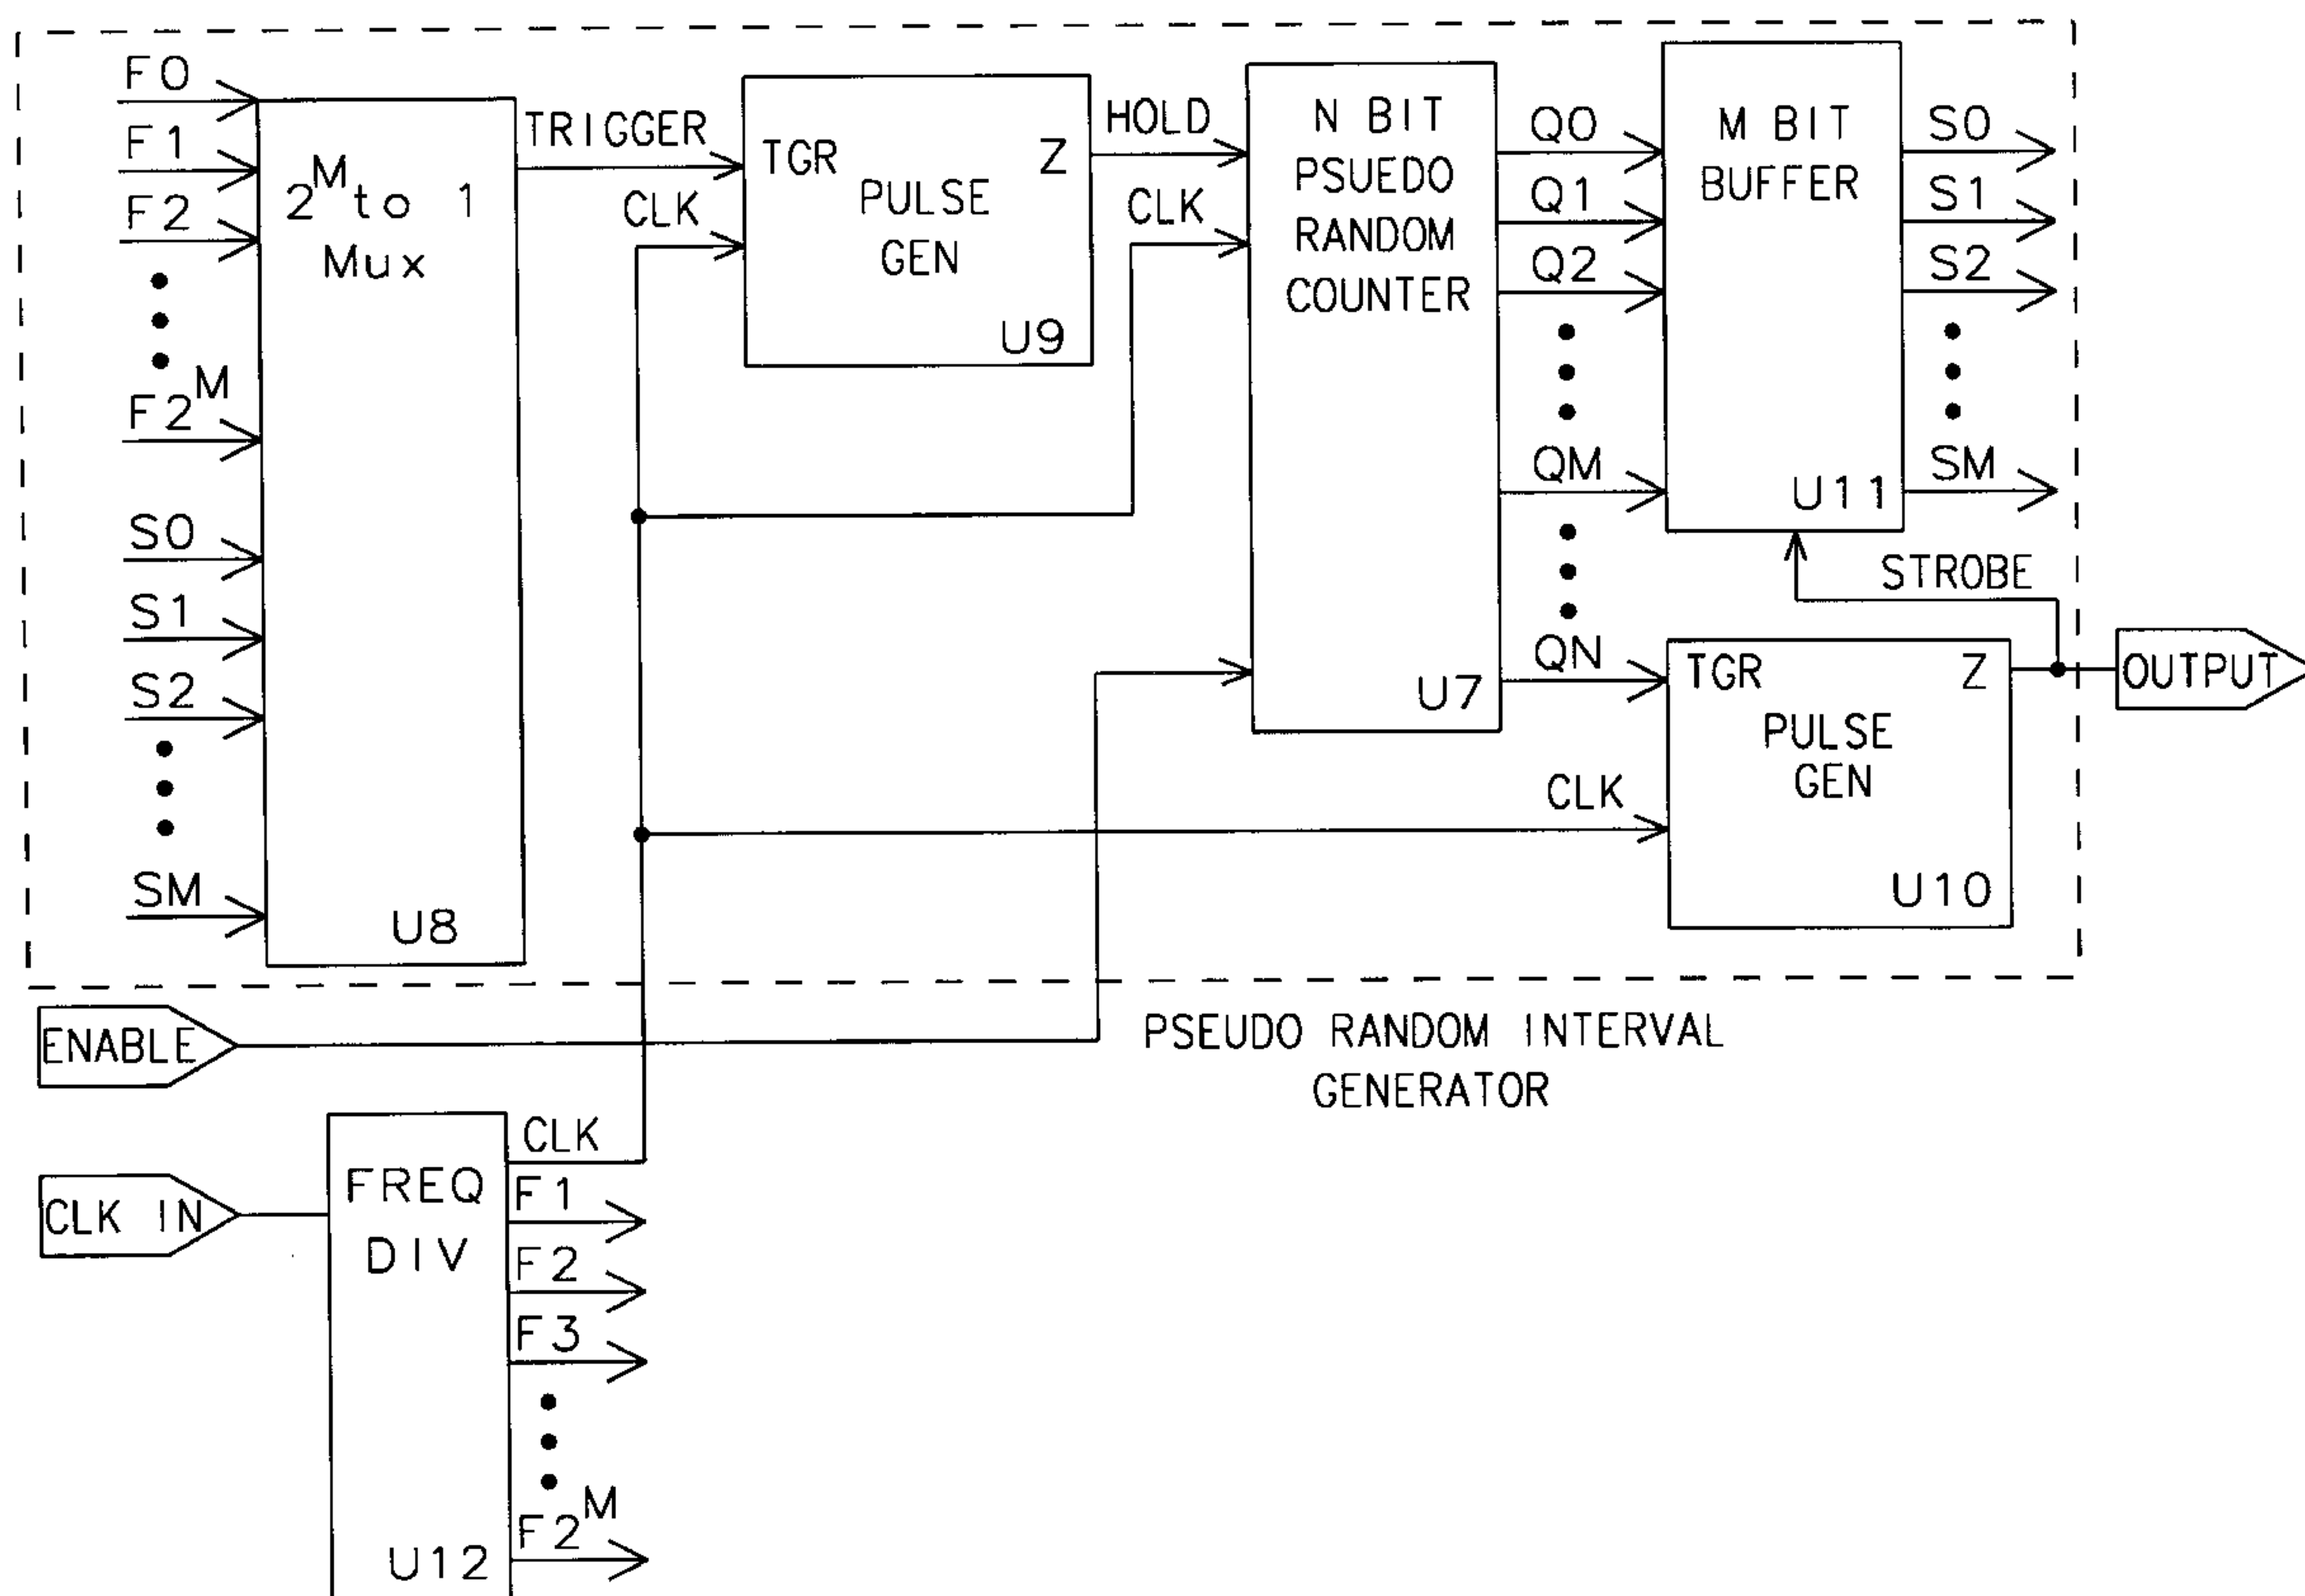 F0
F1
F2
F2^M
S0
S1
S2
SM
2^M to 1
Mux
U8
TRIGGER
CLK
TGR
Z
PULSE
GEN
U9
HOLD
CLK
N BIT
PSUEDO
RANDOM
COUNTER
U7
Q0
Q1
Q2
QM
QN
M BIT
BUFFER
U11
S0
S1
S2
SM
STROBE
TGR
Z
PULSE
GEN
U10
CLK
OUTPUT
ENABLE
PSEUDO RANDOM INTERVAL
GENERATOR
CLK IN
FREQ
DIV
U12
CLK
F1
F2
F3
F2^M